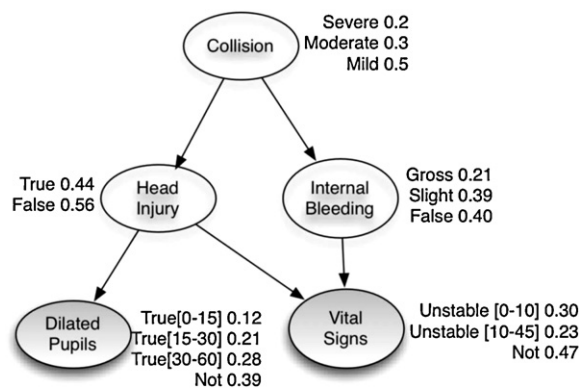 Collision
Severe 0.2
Moderate 0.3
Mild 0.5
True 0.44
False 0.56
Head
Injury
Internal
Bleeding
Gross 0.21
Slight 0.39
False 0.40
Dilated
Pupils
True[0-15] 0.12
True[15-30] 0.21
True[30-60] 0.28
Not 0.39
Vital
Signs
Unstable [0-10] 0.30
Unstable [10-45] 0.23
Not 0.47